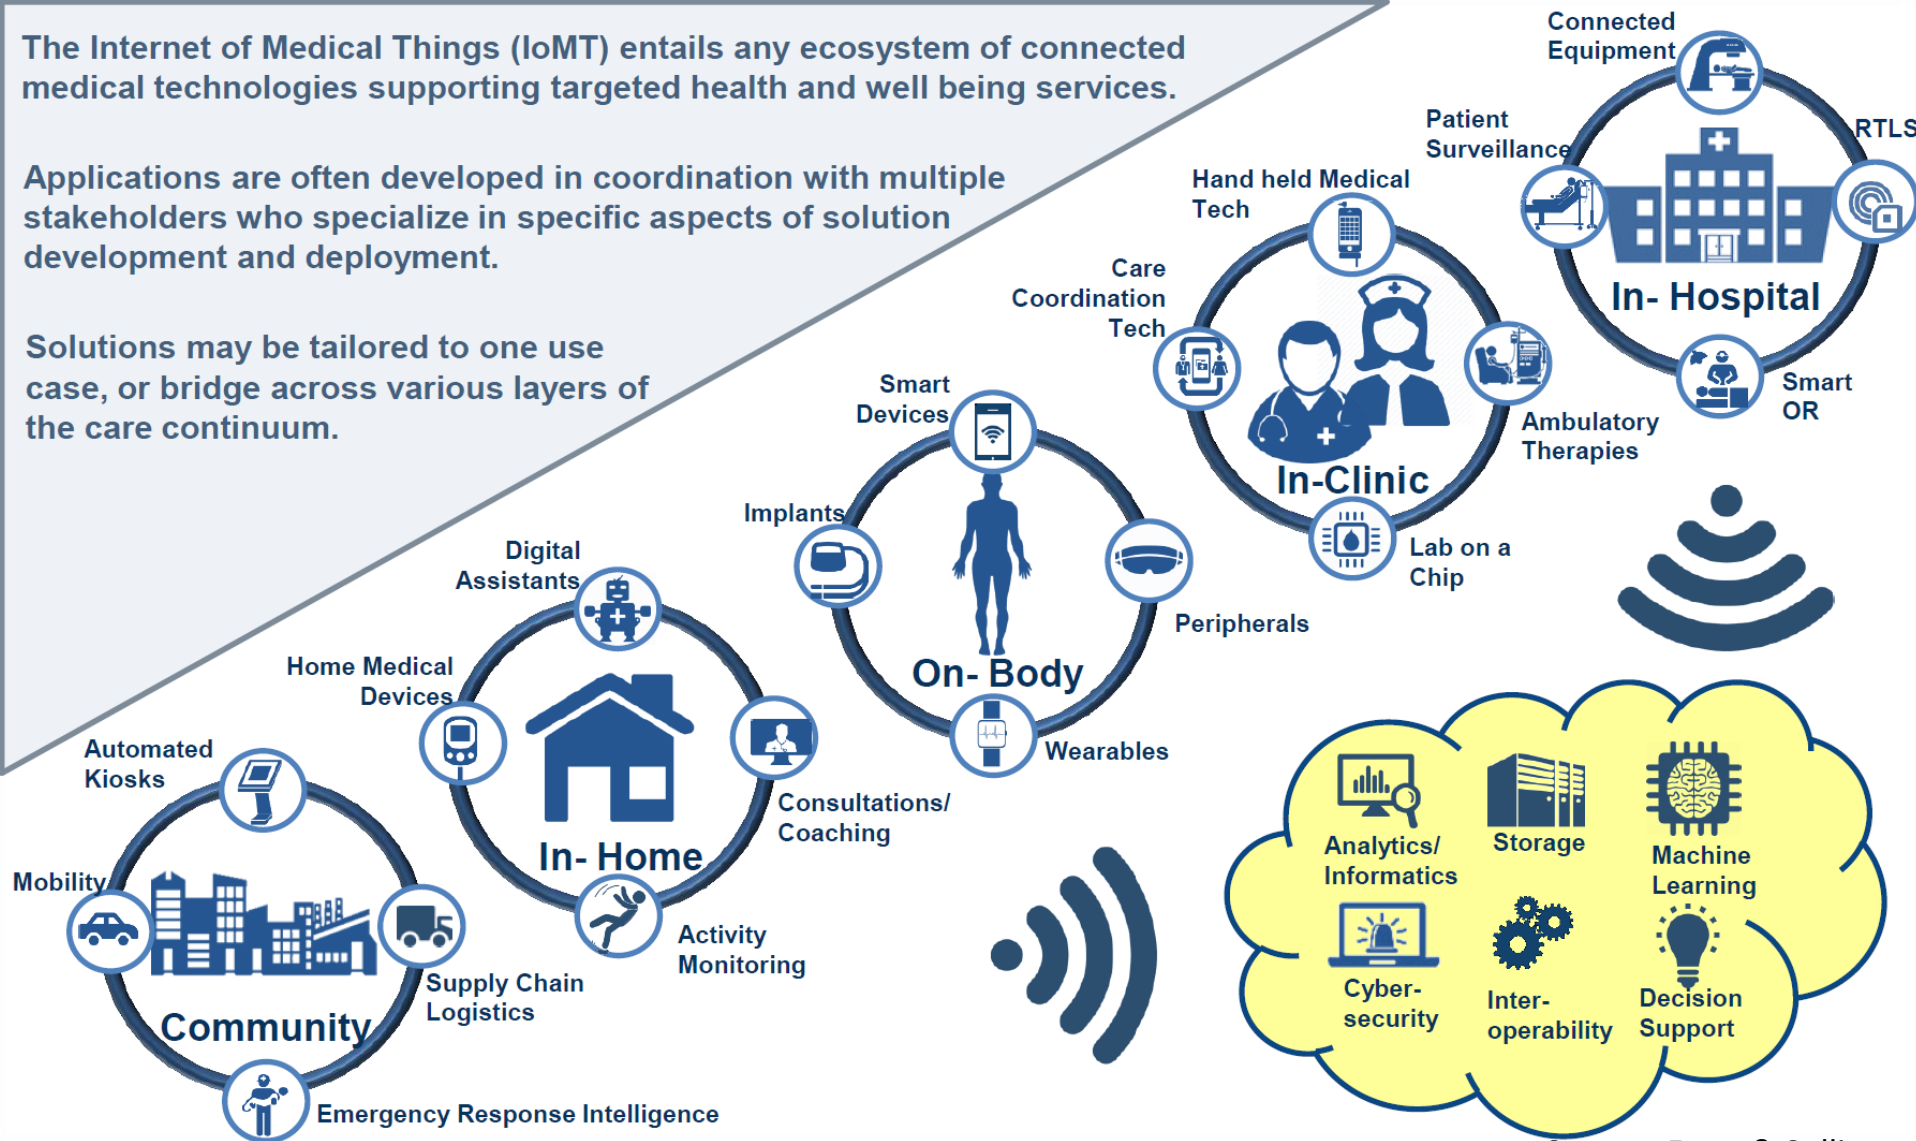 The Internet of Medical Things (IoMT) entails any ecosystem of connected
medical technologies supporting targeted health and well being services.
Applications are often developed in coordination with multiple
stakeholders who specialize in specific aspects of solution
development and deployment.
Solutions may be tailored to one use
case, or bridge across various layers of
the care continuum.
Connected
Equipment
Patient
Surveillance
RTLS
In- Hospital
Smart
OR
Hand held Medical
Tech
Care
Coordination
Tech
Ambulatory
Therapies
In-Clinic
Lab on a
Chip
Smart
Devices
Implants
Peripherals
On- Body
Wearables
Digital
Assistants
Home Medical
Devices
Consultations/
Coaching
In- Home
Activity
Monitoring
Automated
Kiosks
Mobility
Supply Chain
Logistics
Community
Emergency Response Intelligence
Analytics/
Informatics
Storage
Machine
Learning
Cyber-
security
Inter-
operability
Decision
Support